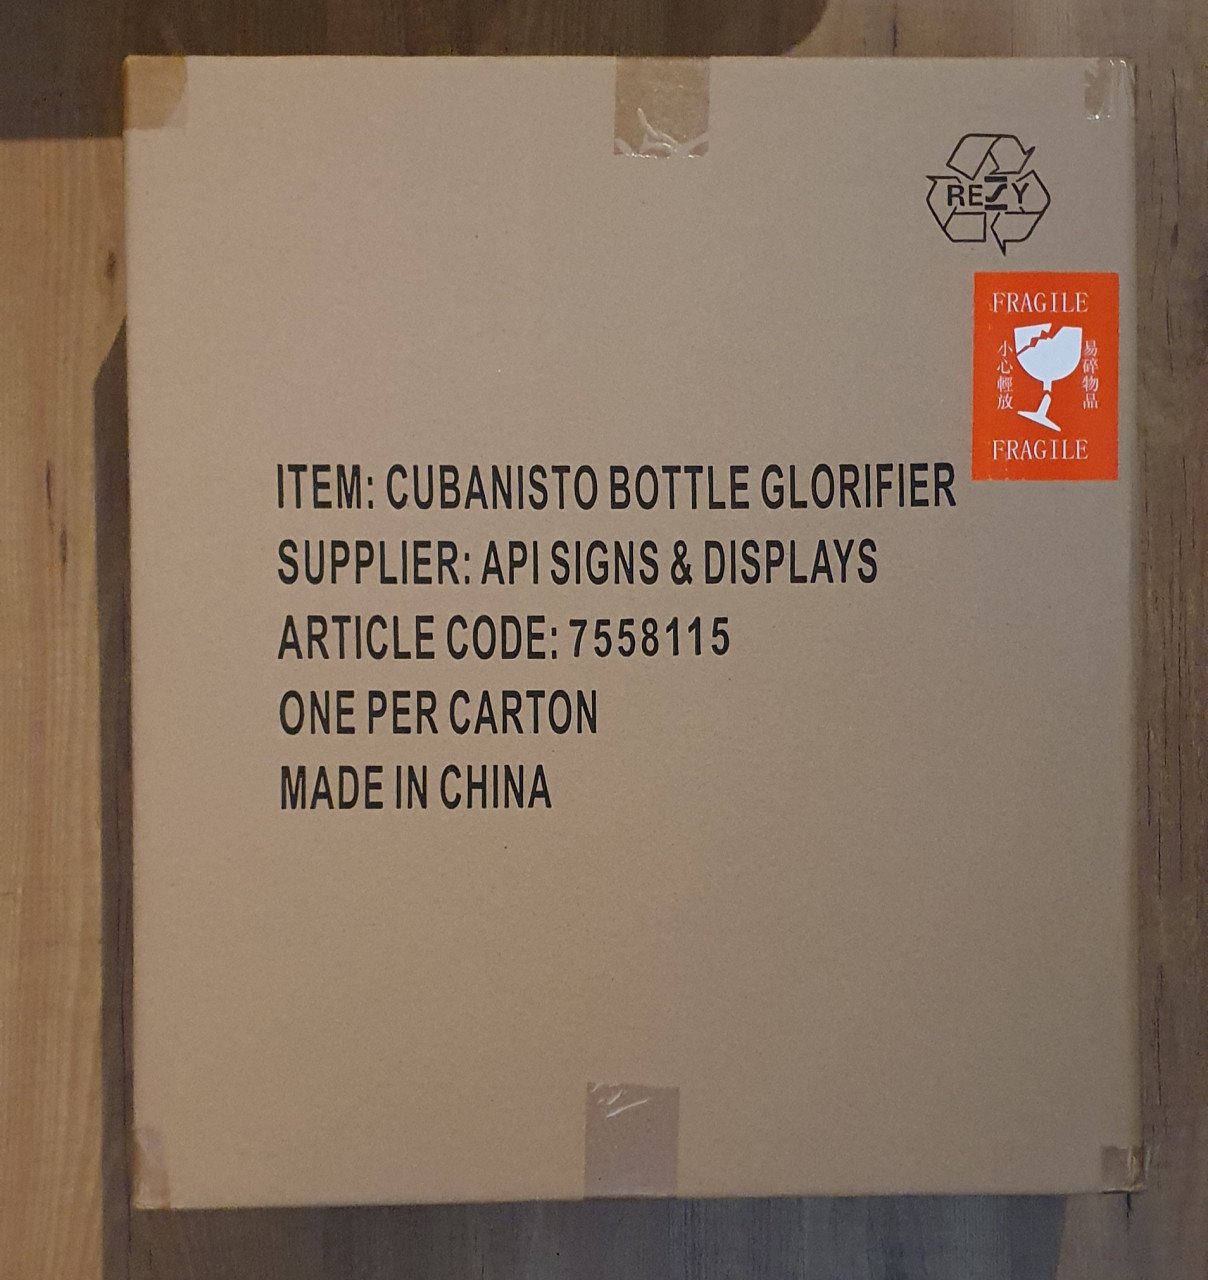 RESY
FRAGILE
小心輕放
易碎物品
FRAGILE
ITEM: CUBANISTO BOTTLE GLORIFIER
SUPPLIER: API SIGNS & DISPLAYS
ARTICLE CODE: 7558115
ONE PER CARTON
MADE IN CHINA